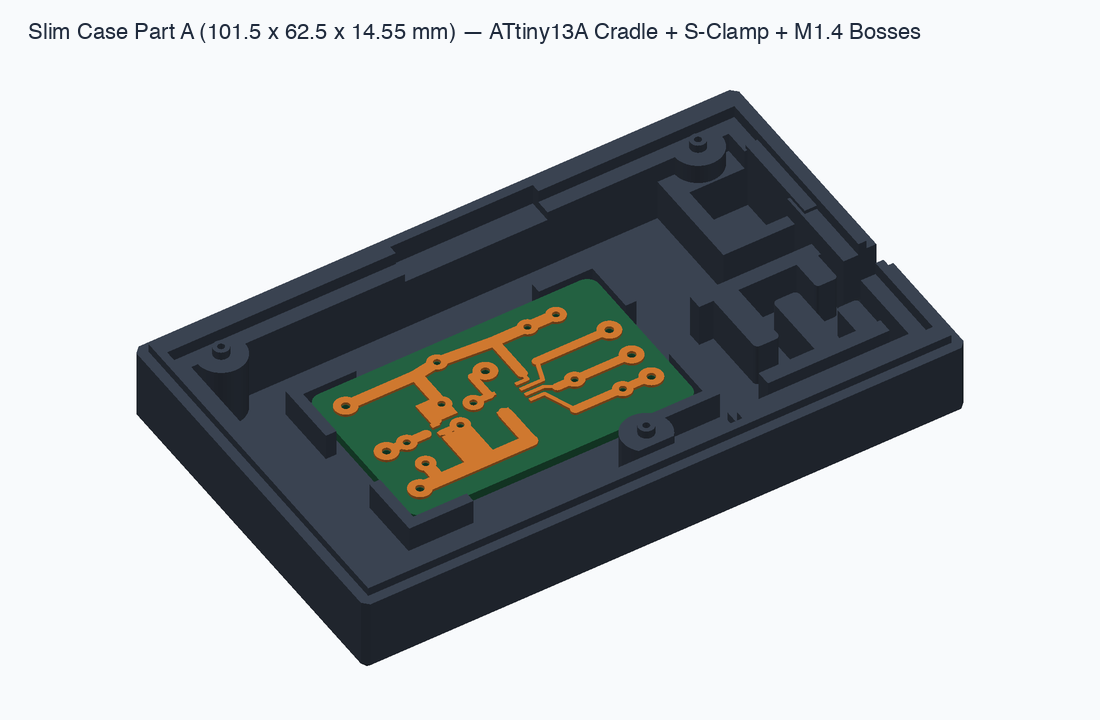 Slim Case Part A (101.5 x 62.5 x 14.55 mm) — ATtiny13A Cradle + S-Clamp + M1.4 Bosses